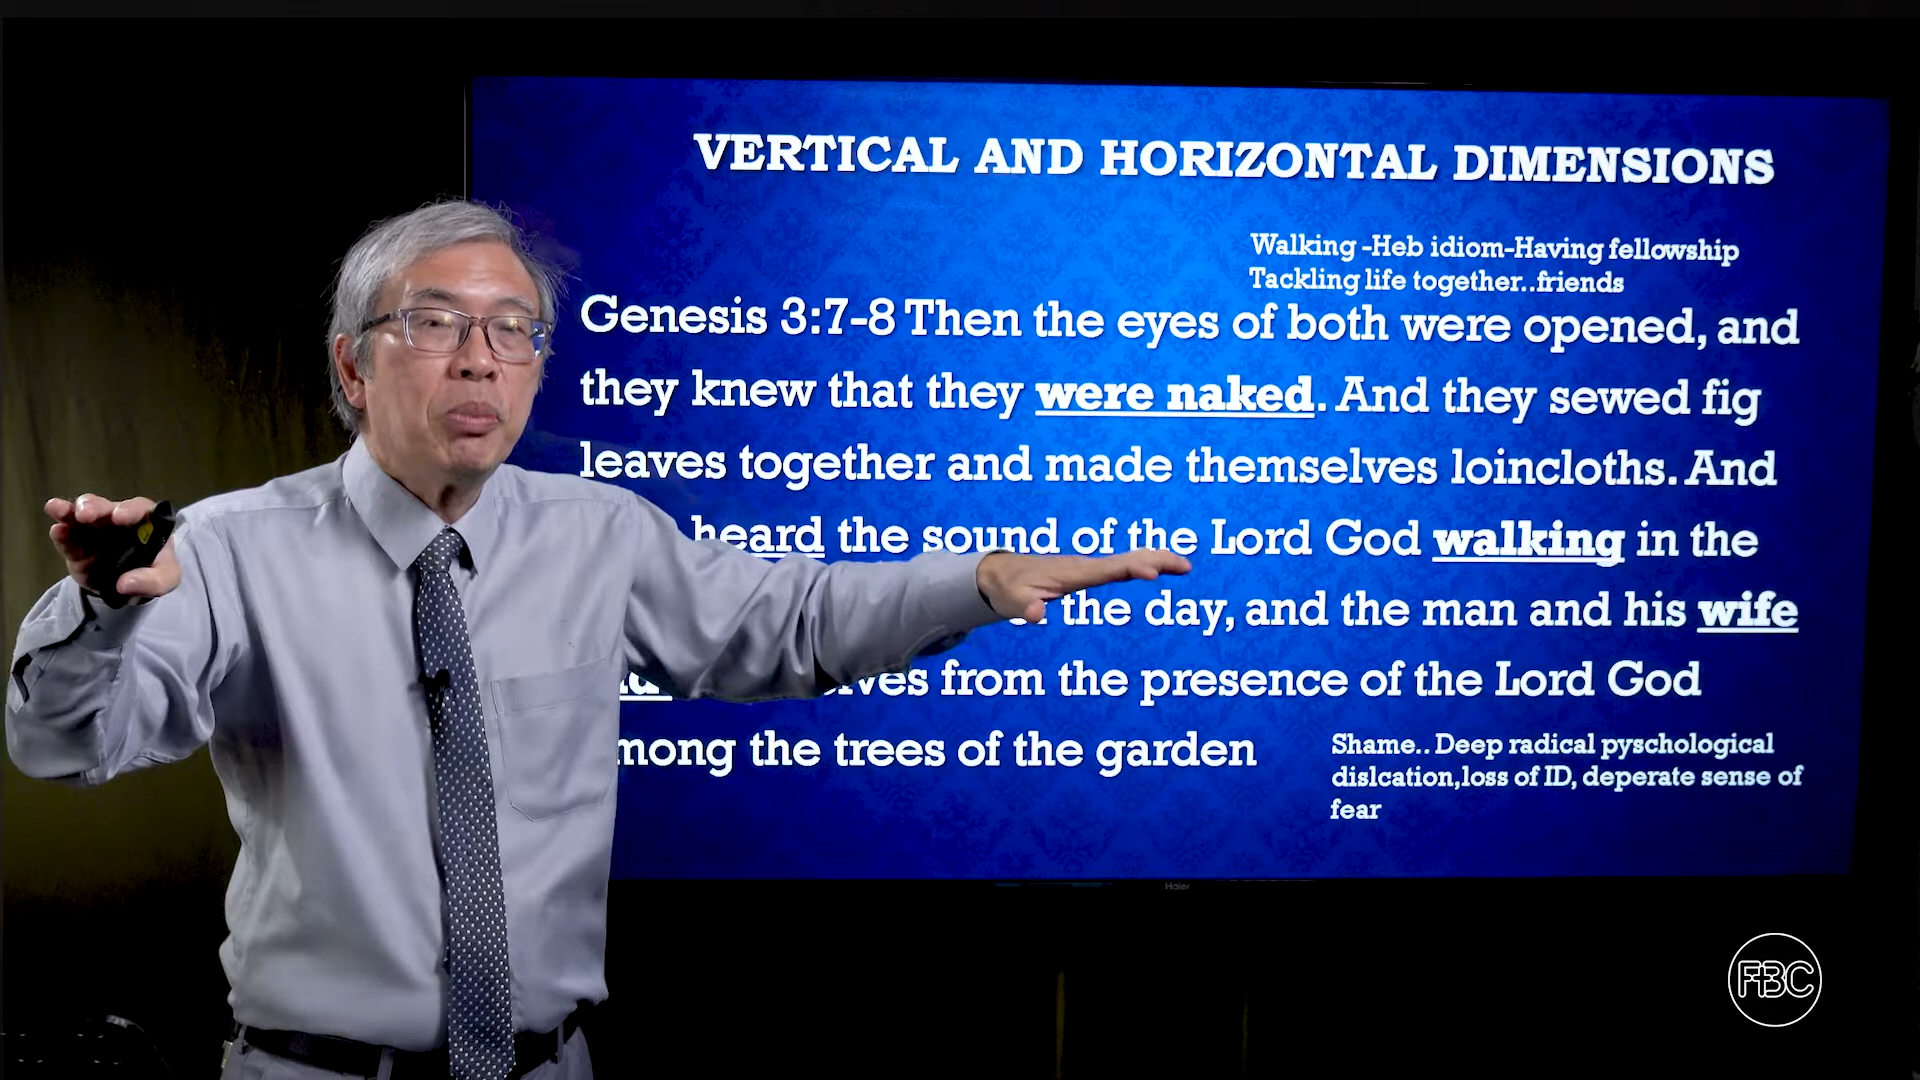 VERTICAL AND HORIZONTAL DIMENSIONS
Walking -Heb idiom-Having fellowship
Tackling life together..friends
Genesis 3:7-8 Then the eyes of both were opened, and
they knew that they were naked. And they sewed fig
leaves together and made themselves loincloths. And
heard the sound of the Lord God walking in the
the day, and the man and his wife
from the presence of the Lord God
among the trees of the garden
Shame.. Deep radical pyschological
dislcation,loss of ID, deperate sense of
fear
Haier
FBC